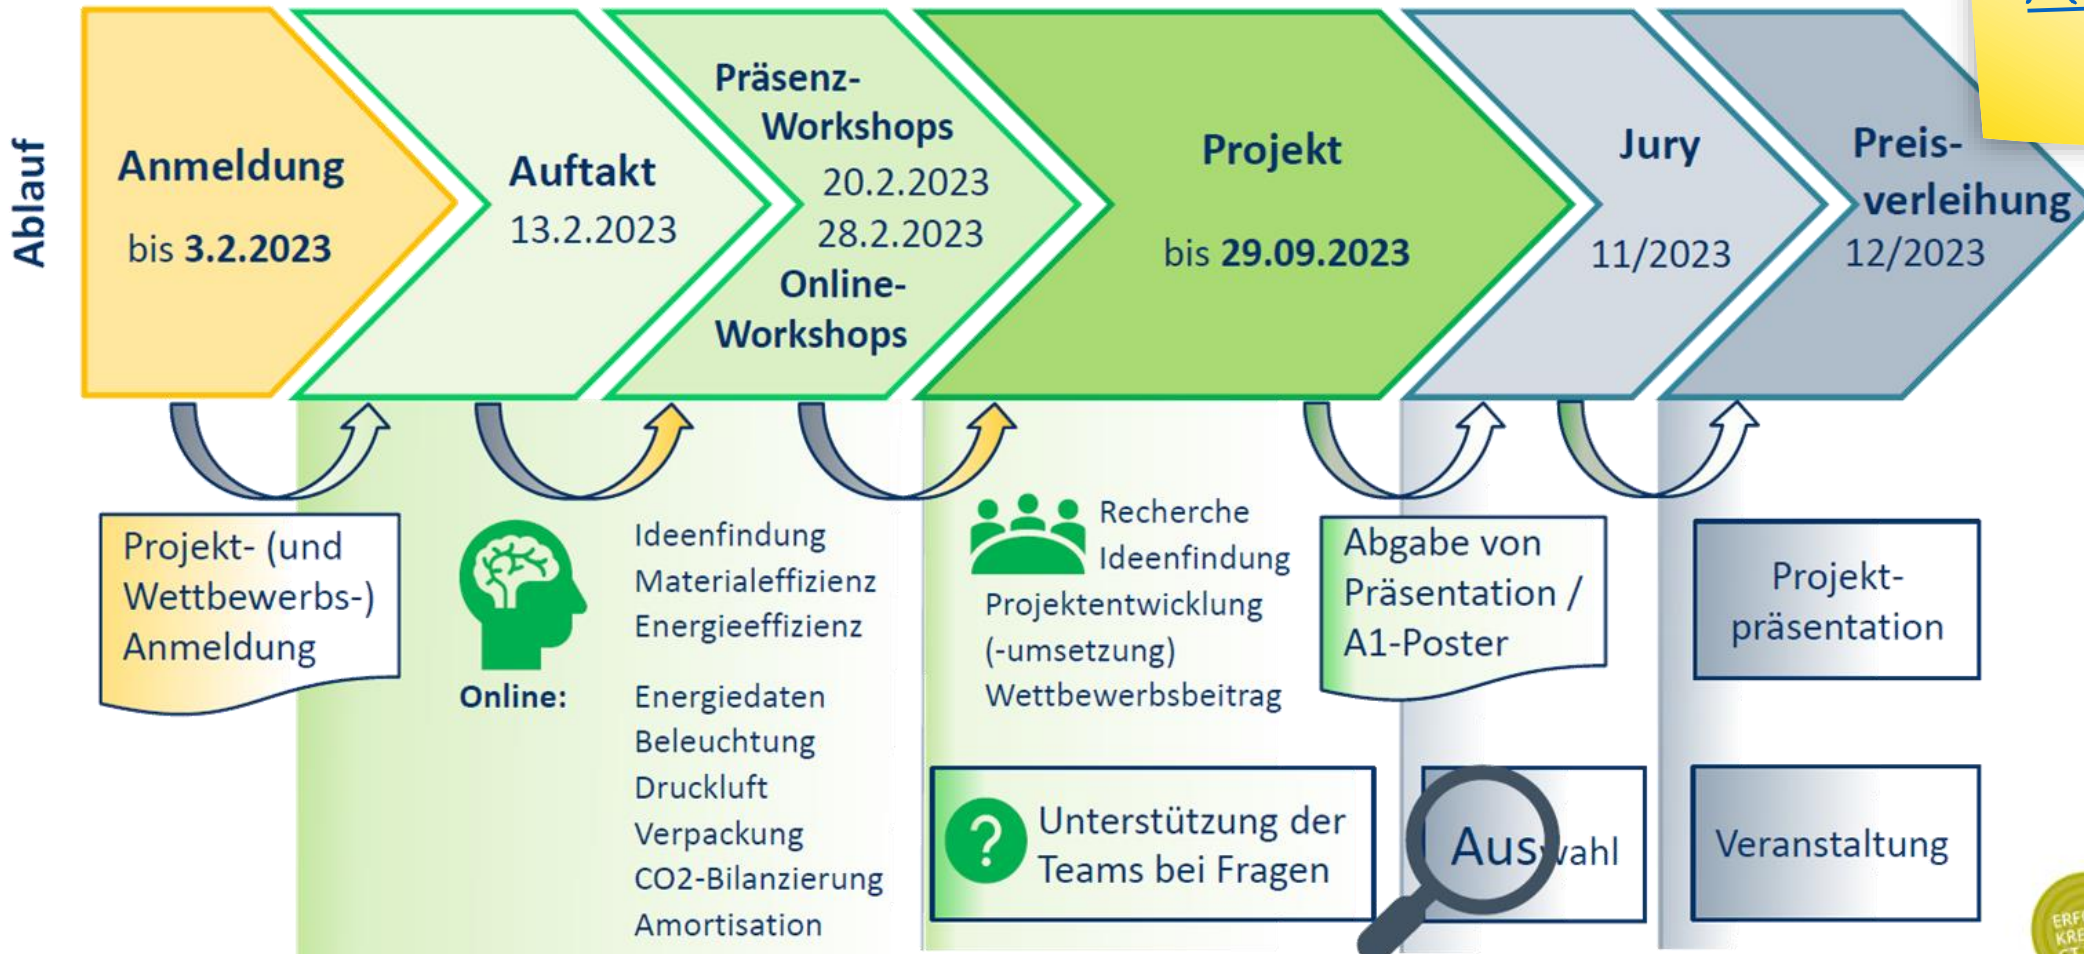 Ablauf
Anmeldung
bis 3.2.2023
Auftakt
13.2.2023
Präsenz-
Workshops
20.2.2023
28.2.2023
Online-
Workshops
Projekt
bis 29.09.2023
Jury
11/2023
Preis-
verleihung
12/2023
Projekt- (und
Wettbewerbs-)
Anmeldung
Ideenfindung
Materialeffizienz
Energieeffizienz
Online:
Energiedaten
Beleuchtung
Druckluft
Verpackung
CO2-Bilanzierung
Amortisation
Recherche
Ideenfindung
Projektentwicklung
(-umsetzung)
Wettbewerbsbeitrag
?
Unterstützung der
Teams bei Fragen
Abgabe von
Präsentation /
A1-Poster
Auswahl
Projekt-
präsentation
Veranstaltung